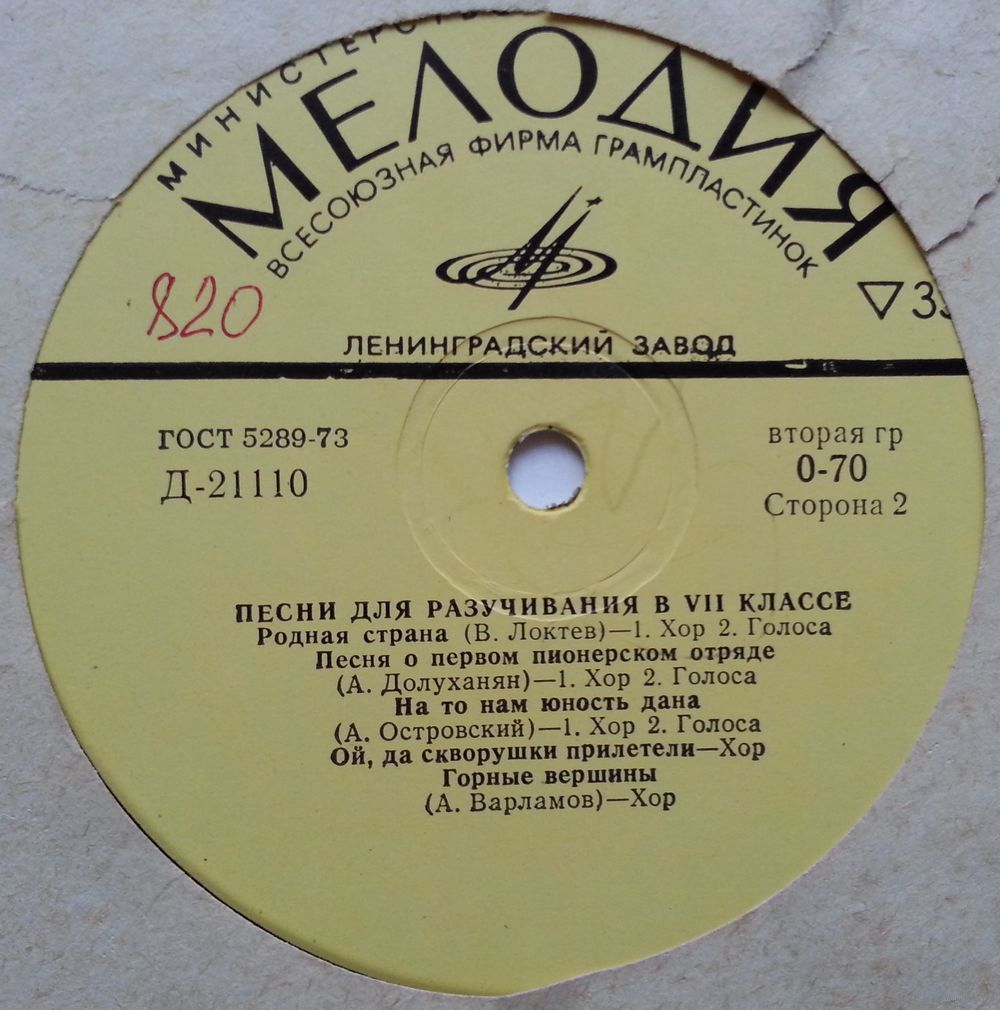 МИНИСТЕРСТВО
МЕЛОДИЯ
ВСЕСОЮЗНАЯ ФИРМА ГРАМПЛАСТИНОК
820
▽33
ЛЕНИНГРАДСКИЙ ЗАВОД
ГОСТ 5289-73
Д-21110
вторая гр
0-70
Сторона 2
ПЕСНИ ДЛЯ РАЗУЧИВАНИЯ В VII КЛАССЕ
Родная страна (В. Локтев)—1. Хор 2. Голоса
Песня о первом пионерском отряде
(А. Долуханян)—1. Хор 2. Голоса
На то нам юность дана
(А. Островский)—1. Хор 2. Голоса
Ой, да скворушки прилетели—Хор
Горные вершины
(А. Варламов)—Хор